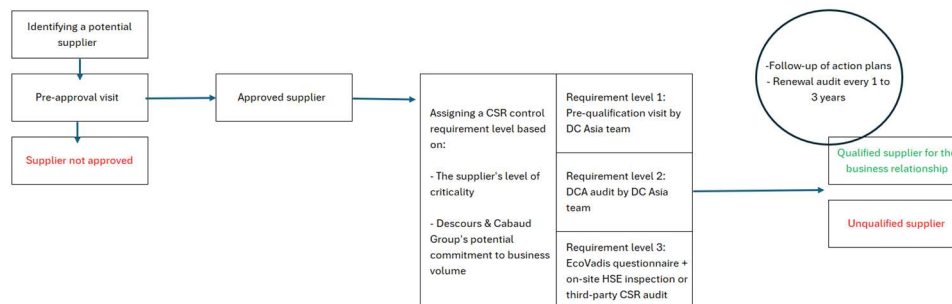 Identifying a potential
supplier
Pre-approval visit
Supplier not approved
Approved supplier
Assigning a CSR control
requirement level based
on:
- The supplier's level of
criticality
- Descours & Cabaud
Group's potential
commitment to business
volume
Requirement level 1:
Pre-qualification visit by
DC Asia team
Requirement level 2:
DCA audit by DC Asia
team
Requirement level 3:
EcoVadis questionnaire +
on-site HSE inspection or
third-party CSR audit
-Follow-up of action plans
- Renewal audit every 1 to
3 years
Qualified supplier for the
business relationship
Unqualified supplier